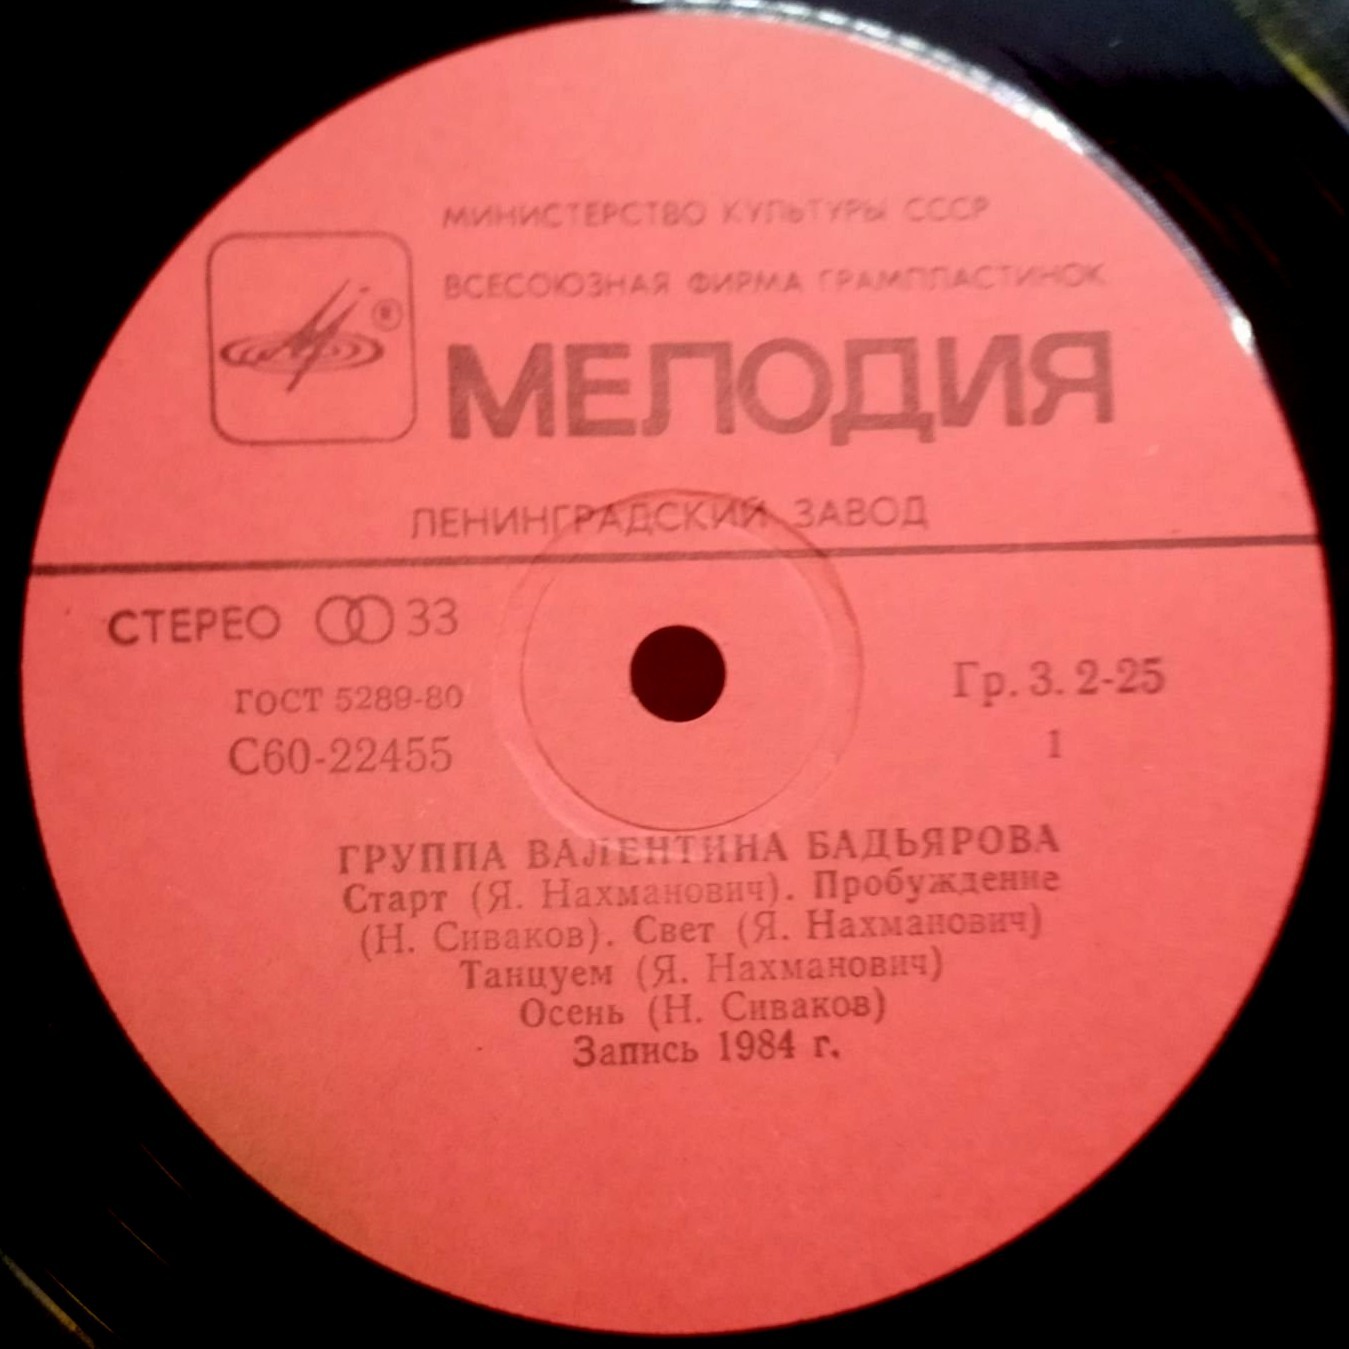 МИНИСТЕРСТВО КУЛЬТУРЫ СССР
ВСЕСОЮЗНАЯ ФИРМА ГРАМПЛАСТИНОК
МЕЛОДИЯ
ЛЕНИНГРАДСКИЙ ЗАВОД
СТЕРЕО 33
ГОСТ 5289-80
С60-22455
Гр. 3. 2-25
1
ГРУППА ВАЛЕНТИНА БАДЬЯРОВА
Старт (Я. Нахманович). Пробуждение
(Н. Сиваков). Свет (Я. Нахманович)
Танцуем (Я. Нахманович)
Осень (Н. Сиваков)
Запись 1984 г.